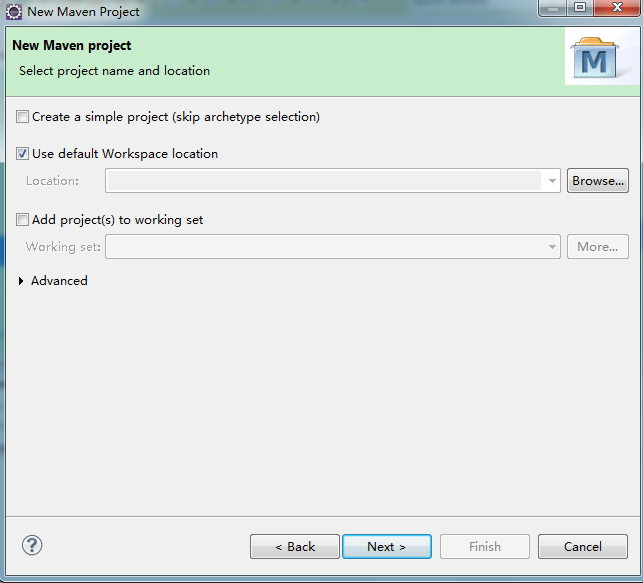 New Maven Project
New Maven project
Select project name and location
M
Create a simple project (skip archetype selection)
Use default Workspace location
Location:
Browse...
Add project(s) to working set
Working set:
More...
Advanced
?
< Back
Next >
Finish
Cancel